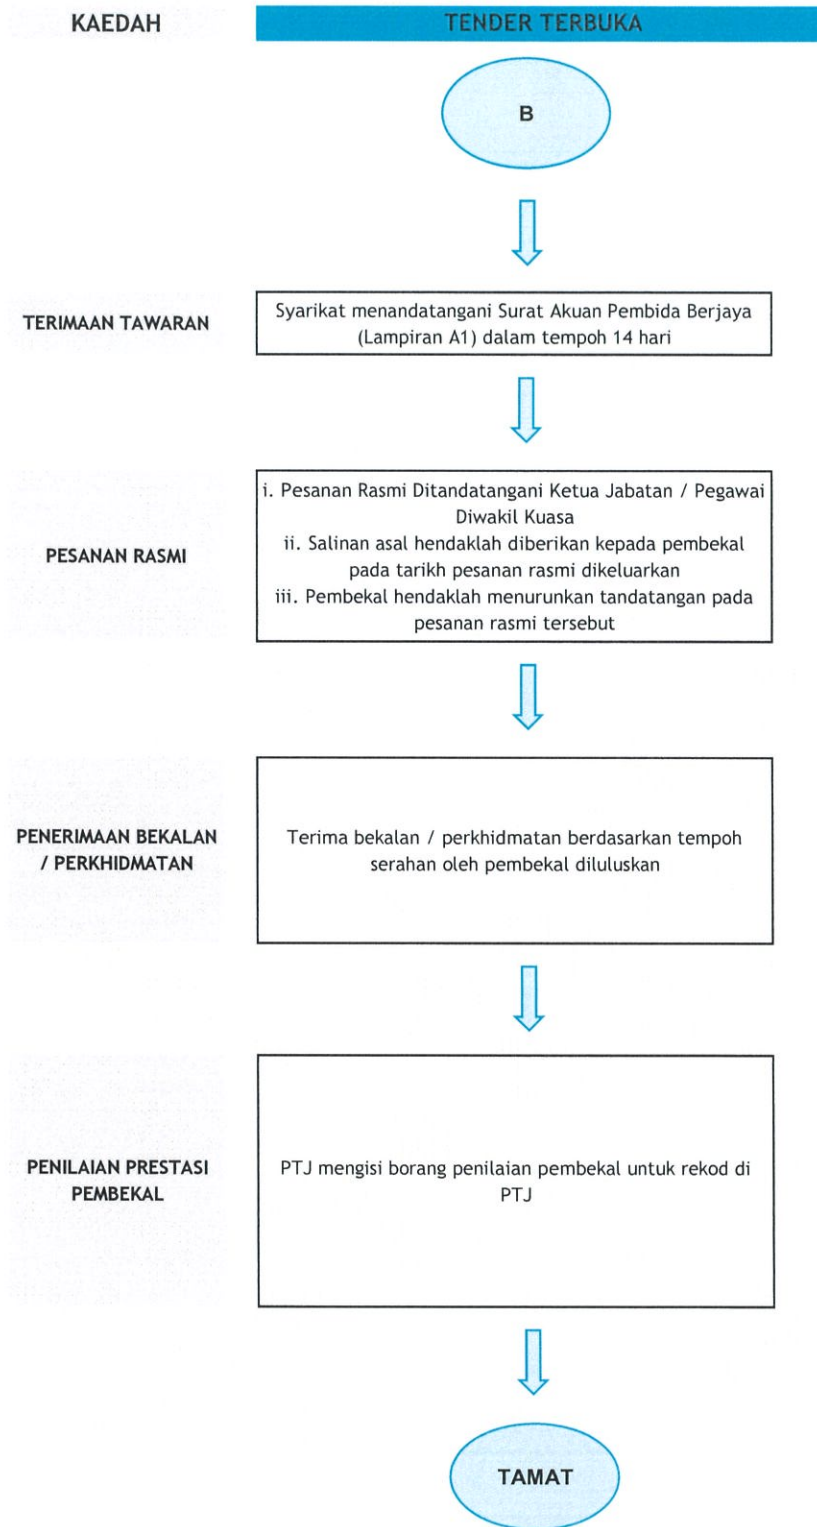 KAEDAH
TENDER TERBUKA
B
TERIMAAN TAWARAN
Syarikat menandatangani Surat Akuan Pembida Berjaya
(Lampiran A1) dalam tempoh 14 hari
PESANAN RASMI
i. Pesanan Rasmi Ditandatangani Ketua Jabatan / Pegawai
Diwakil Kuasa
ii. Salinan asal hendaklah diberikan kepada pembekal
pada tarikh pesanan rasmi dikeluarkan
iii. Pembekal hendaklah menurunkan tandatangan pada
pesanan rasmi tersebut
PENERIMAAN BEKALAN
/ PERKHIDMATAN
Terima bekalan / perkhidmatan berdasarkan tempoh
serahan oleh pembekal diluluskan
PENILAIAN PRESTASI
PEMBEKAL
PTJ mengisi borang penilaian pembekal untuk rekod di
PTJ
TAMAT